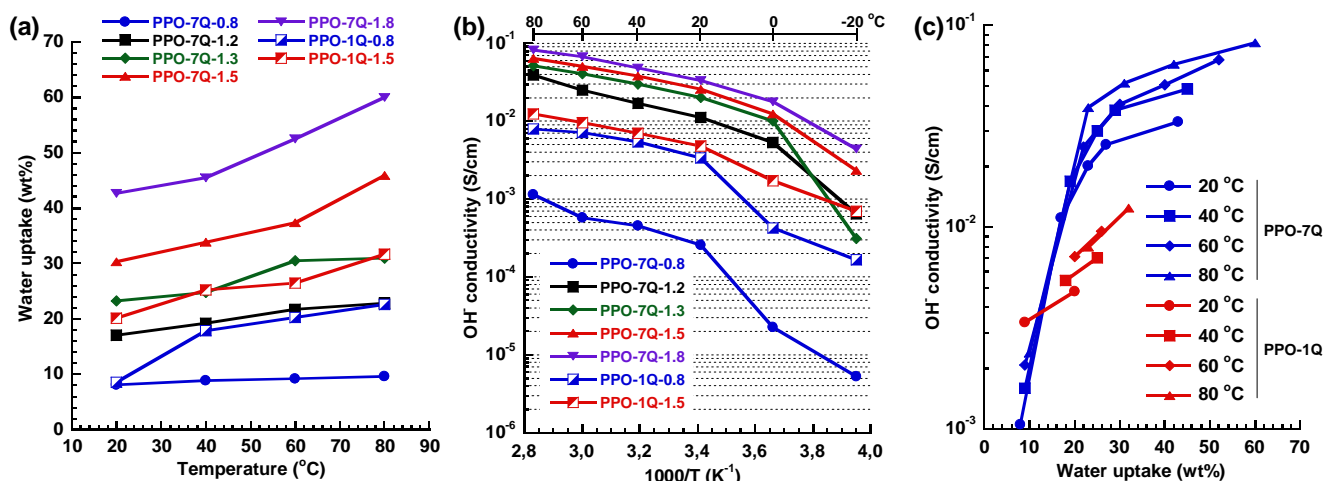 (a)
PPO-7Q-0.8
PPO-7Q-1.2
PPO-7Q-1.3
PPO-7Q-1.5
PPO-7Q-1.8
PPO-1Q-0.8
PPO-1Q-1.5
Water uptake (wt%)
70
60
50
40
30
20
10
0
10 20 30 40 50 60 70 80 90
Temperature (°C)
(b)
80 60 40 20 0 -20 °C
OH⁻ conductivity (S/cm)
10⁻¹
10⁻²
10⁻³
10⁻⁴
10⁻⁵
10⁻⁶
PPO-7Q-0.8
PPO-7Q-1.2
PPO-7Q-1.3
PPO-7Q-1.5
PPO-7Q-1.8
PPO-1Q-0.8
PPO-1Q-1.5
2,8 3,0 3,2 3,4 3,6 3,8 4,0
1000/T (K⁻¹)
(c)
OH⁻ conductivity (S/cm)
10⁻¹
10⁻²
10⁻³
20 °C
40 °C
60 °C
80 °C
PPO-7Q
20 °C
40 °C
60 °C
80 °C
PPO-1Q
0 10 20 30 40 50 60 70
Water uptake (wt%)